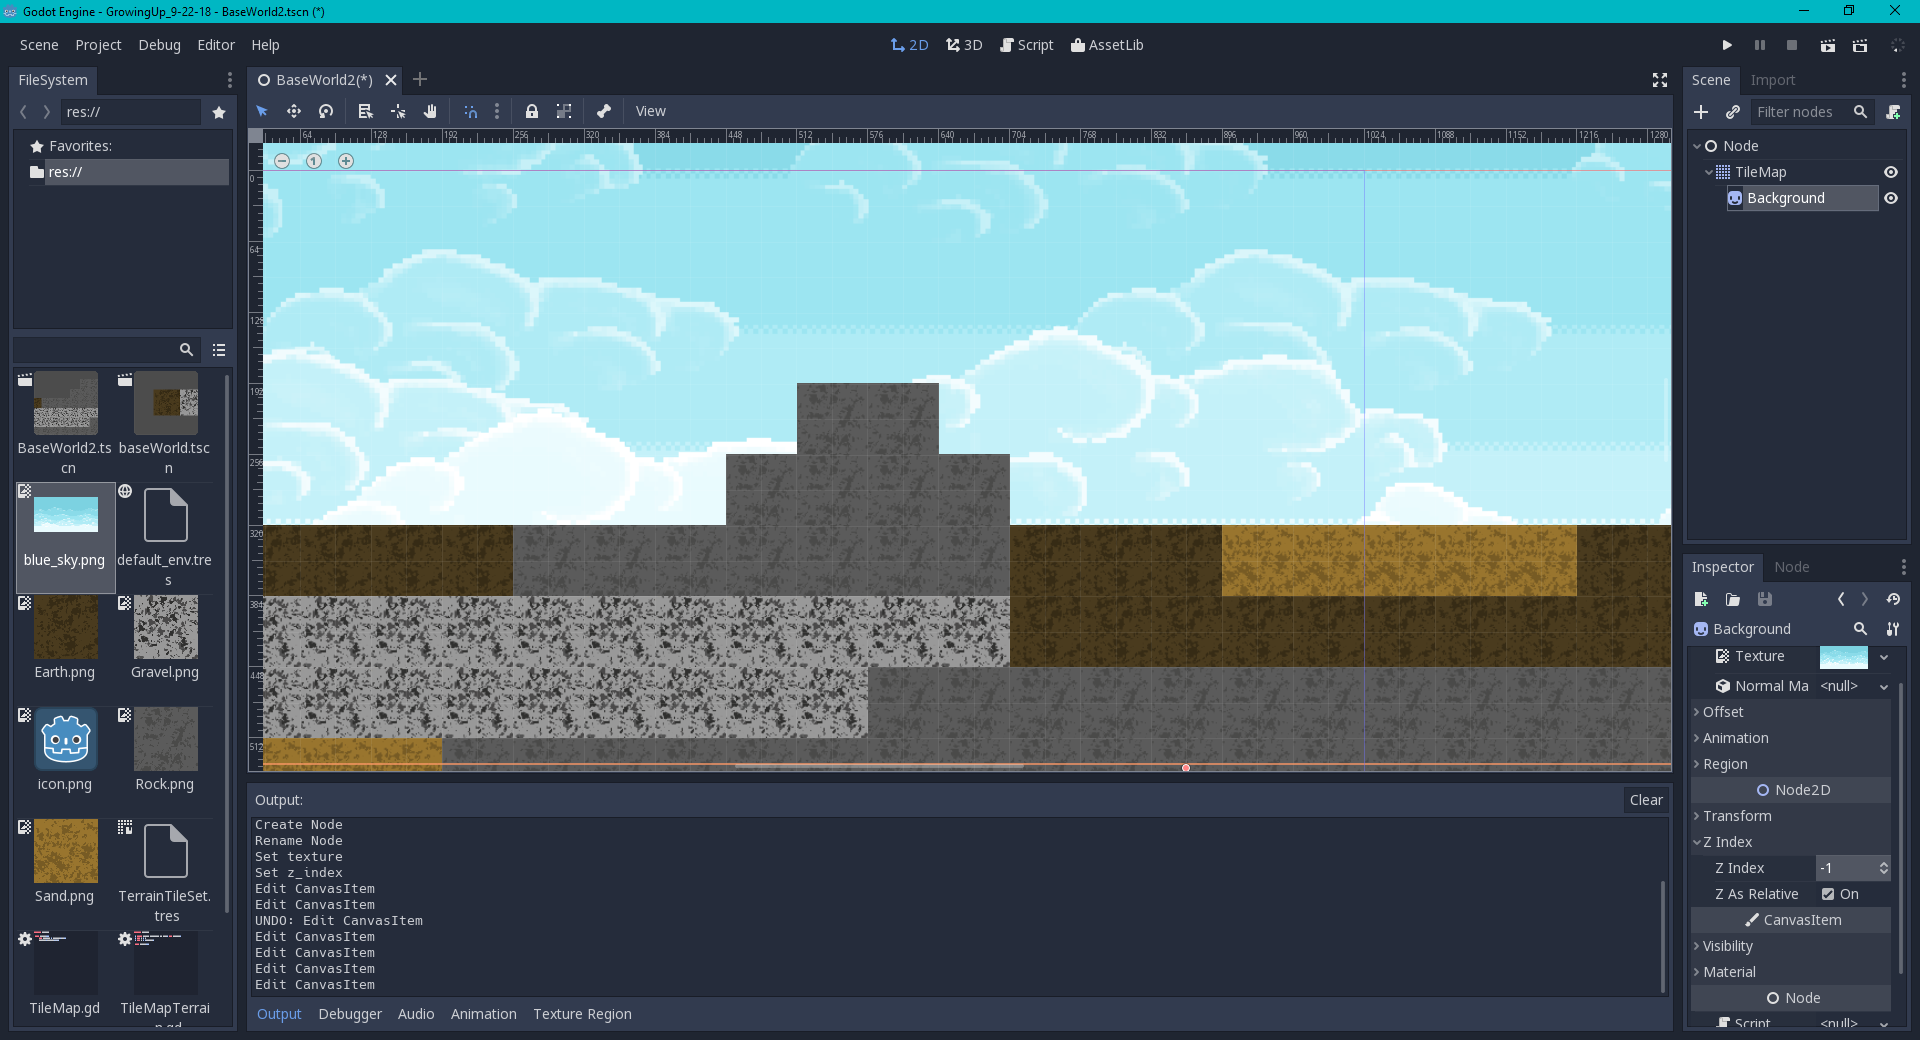 Godot Engine - GrowingUp_9-22-18 - BaseWorld2.tscn (*)
Scene Project Debug Editor Help
2D 3D Script AssetLib
FileSystem
res://
Favorites:
res://
BaseWorld2.ts
cn
baseWorld.tsc
n
blue_sky.png
default_env.tre
s
Earth.png
Gravel.png
icon.png
Rock.png
Sand.png
TerrainTileSet.
tres
TileMap.gd
TileMapTerrai
n.gd
BaseWorld2(*)
View
64 128 192 256 320 384 448 512 576 640 704 768 832 896 960 1024 1088 1152 1216 1280
1
0
64
128
192
256
320
384
448
512
Output:
Clear
Create Node
Rename Node
Set texture
Set z_index
Edit CanvasItem
Edit CanvasItem
UNDO: Edit CanvasItem
Edit CanvasItem
Edit CanvasItem
Edit CanvasItem
Edit CanvasItem
Output Debugger Audio Animation Texture Region
Scene Import
Filter nodes
Node
TileMap
Background
Inspector Node
Background
Texture
Normal Ma <null>
Offset
Animation
Region
Node2D
Transform
Z Index
Z Index -1
Z As Relative On
CanvasItem
Visibility
Material
Node
Script <null>